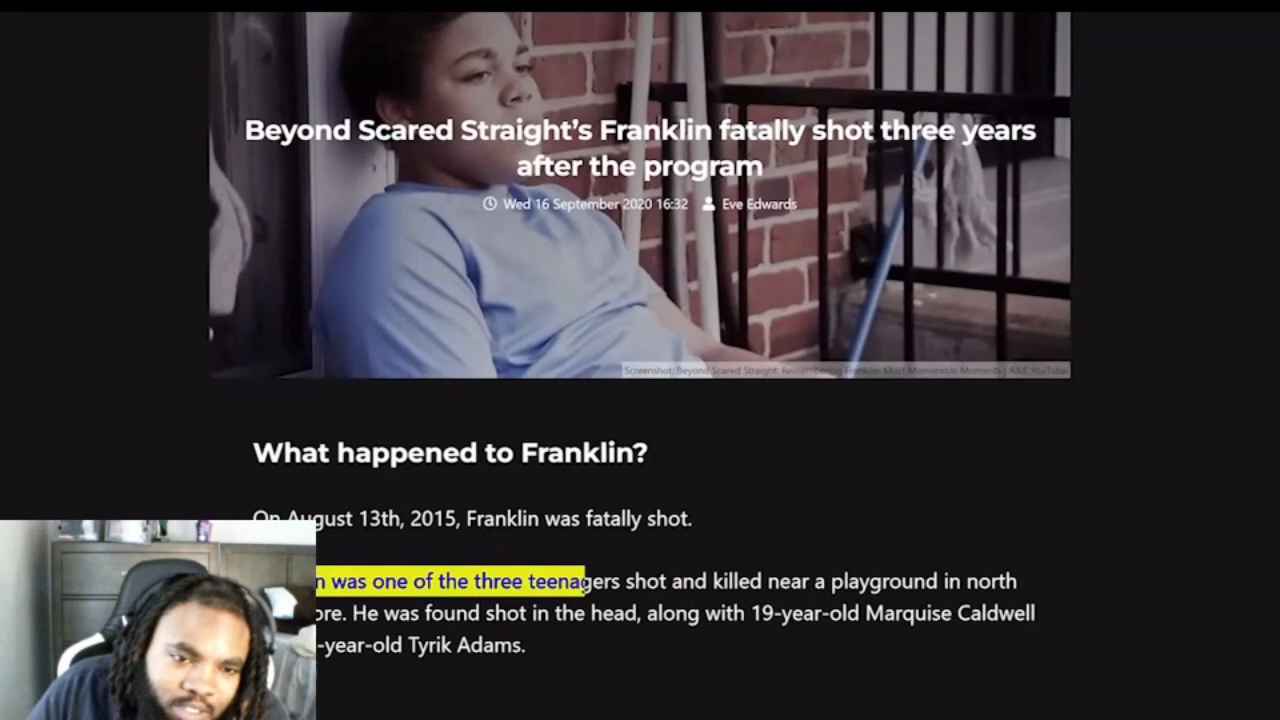 Beyond Scared Straight's Franklin fatally shot three years
after the program
Wed 16 September 2020 16:32 Eve Edwards
Screenshot: Beyond Scared Straight: Remembering Franklin: Most Memorable Moments | A&E YouTube
What happened to Franklin?
On August 13th, 2015, Franklin was fatally shot.
n was one of the three teenagers shot and killed near a playground in north
ore. He was found shot in the head, along with 19-year-old Marquise Caldwell
-year-old Tyrik Adams.